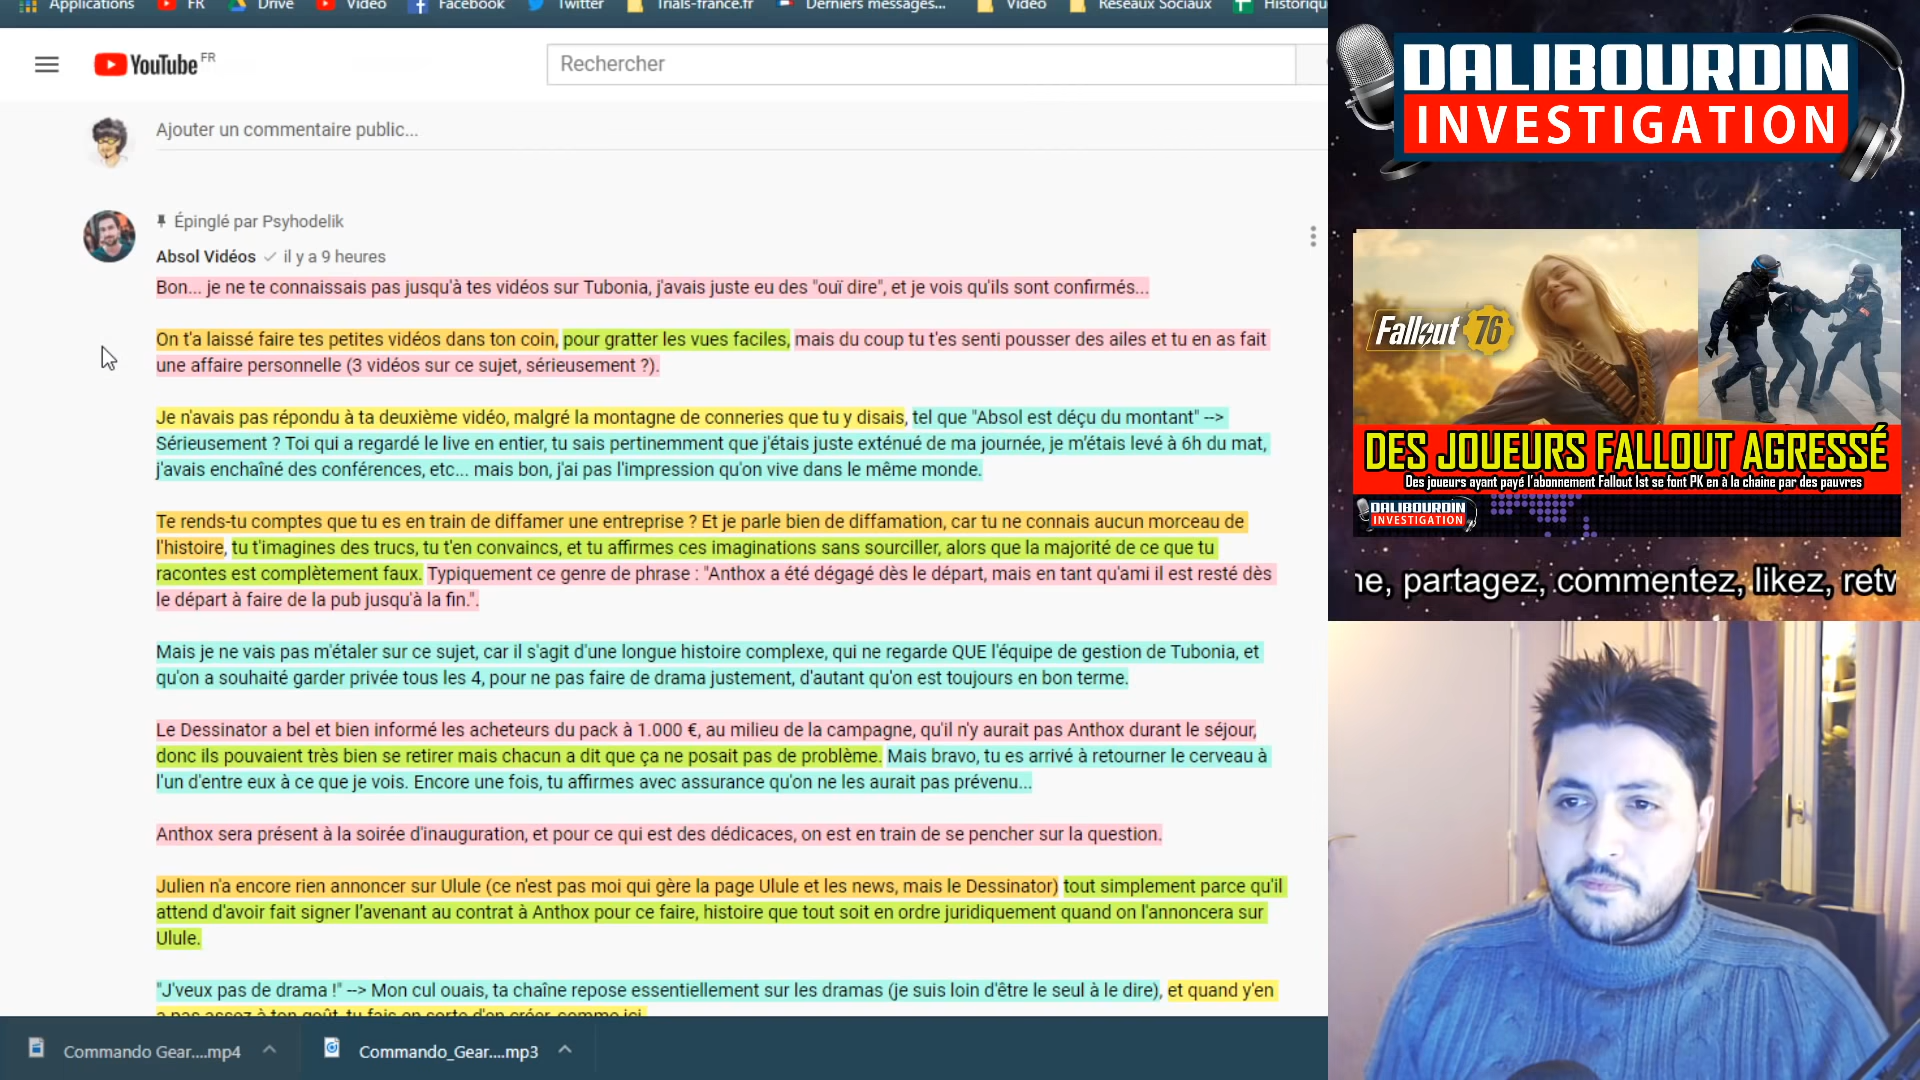 Applications FR Drive Vidéo Facebook Twitter Trials-france.fr Derniers messages... Vidéo Réseaux Sociaux Historiqu
YouTube FR
Rechercher
Ajouter un commentaire public...
Épinglé par Psyhodelik
Absol Vidéos il y a 9 heures
Bon... je ne te connaissais pas jusqu'à tes vidéos sur Tubonia, j'avais juste eu des "ouï dire", et je vois qu'ils sont confirmés...
On t'a laissé faire tes petites vidéos dans ton coin, pour gratter les vues faciles, mais du coup tu t'es senti pousser des ailes et tu en as fait
une affaire personnelle (3 vidéos sur ce sujet, sérieusement ?).
Je n'avais pas répondu à ta deuxième vidéo, malgré la montagne de conneries que tu y disais, tel que "Absol est déçu du montant" -->
Sérieusement ? Toi qui a regardé le live en entier, tu sais pertinemment que j'étais juste exténué de ma journée, je m'étais levé à 6h du mat,
j'avais enchaîné des conférences, etc... mais bon, j'ai pas l'impression qu'on vive dans le même monde.
Te rends-tu comptes que tu es en train de diffamer une entreprise ? Et je parle bien de diffamation, car tu ne connais aucun morceau de
l'histoire, tu t'imagines des trucs, tu t'en convaincs, et tu affirmes ces imaginations sans sourciller, alors que la majorité de ce que tu
racontes est complètement faux. Typiquement ce genre de phrase : "Anthox a été dégagé dès le départ, mais en tant qu'ami il est resté dès
le départ à faire de la pub jusqu'à la fin.".
Mais je ne vais pas m'étaler sur ce sujet, car il s'agit d'une longue histoire complexe, qui ne regarde QUE l'équipe de gestion de Tubonia, et
qu'on a souhaité garder privée tous les 4, pour ne pas faire de drama justement, d'autant qu'on est toujours en bon terme.
Le Dessinator a bel et bien informé les acheteurs du pack à 1.000 €, au milieu de la campagne, qu'il n'y aurait pas Anthox durant le séjour,
donc ils pouvaient très bien se retirer mais chacun a dit que ça ne posait pas de problème. Mais bravo, tu es arrivé à retourner le cerveau à
l'un d'entre eux à ce que je vois. Encore une fois, tu affirmes avec assurance qu'on ne les aurait pas prévenu...
Anthox sera présent à la soirée d'inauguration, et pour ce qui est des dédicaces, on est en train de se pencher sur la question.
Julien n'a encore rien annoncer sur Ulule (ce n'est pas moi qui gère la page Ulule et les news, mais le Dessinator) tout simplement parce qu'il
attend d'avoir fait signer l'avenant au contrat à Anthox pour ce faire, histoire que tout soit en ordre juridiquement quand on l'annoncera sur
Ulule.
"J'veux pas de drama !" --> Mon cul ouais, ta chaîne repose essentiellement sur les dramas (je suis loin d'être le seul à le dire), et quand y'en
a pas assez à ton goût, tu fais en sorte d'en créer, comme ici.
Commando Gear....mp4
Commando_Gear....mp3
DALIBOURDIN
INVESTIGATION
Fallout 76
DES JOUEURS FALLOUT AGRESSÉ
Des joueurs ayant payé l'abonnement Fallout 1st se font PK en à la chaine par des pauvres
DALIBOURDIN
INVESTIGATION
ne, partagez, commentez, likez, retw